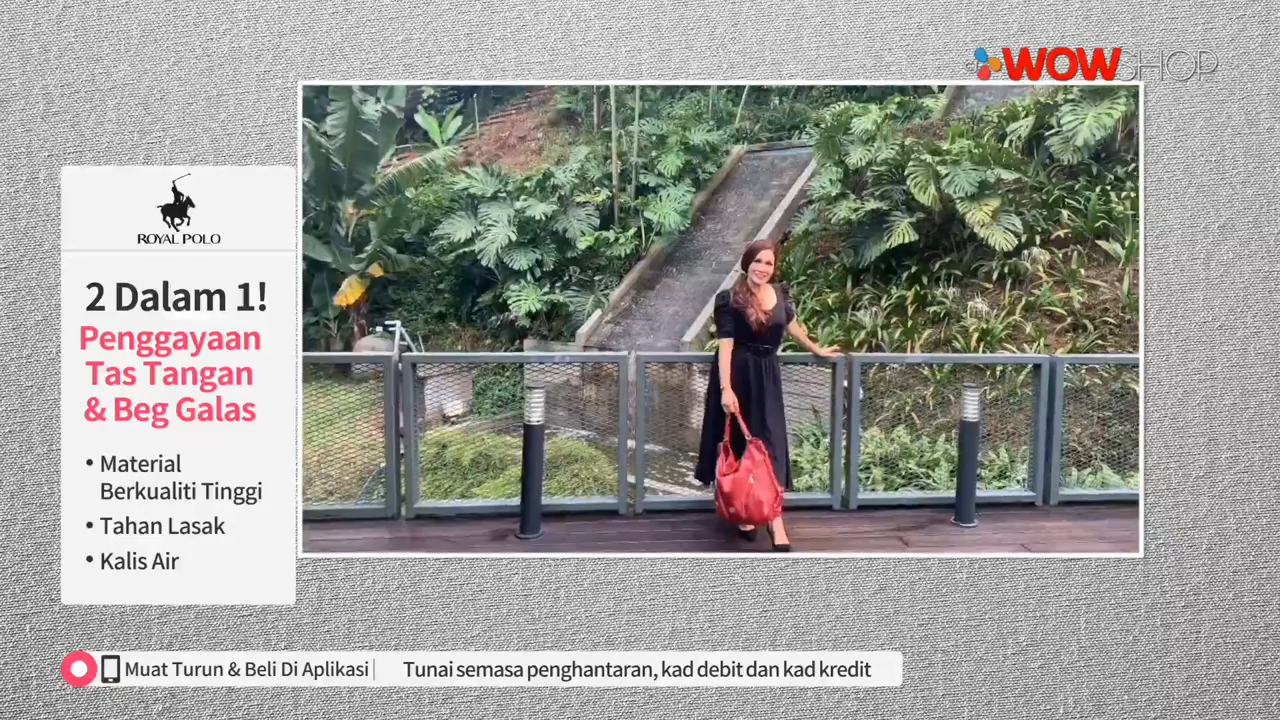 WOWSHOP
ROYAL POLO
2 Dalam 1!
Penggayaan
Tas Tangan
& Beg Galas
• Material
Berkualiti Tinggi
• Tahan Lasak
• Kalis Air
Muat Turun & Beli Di Aplikasi
Tunai semasa penghantaran, kad debit dan kad kredit